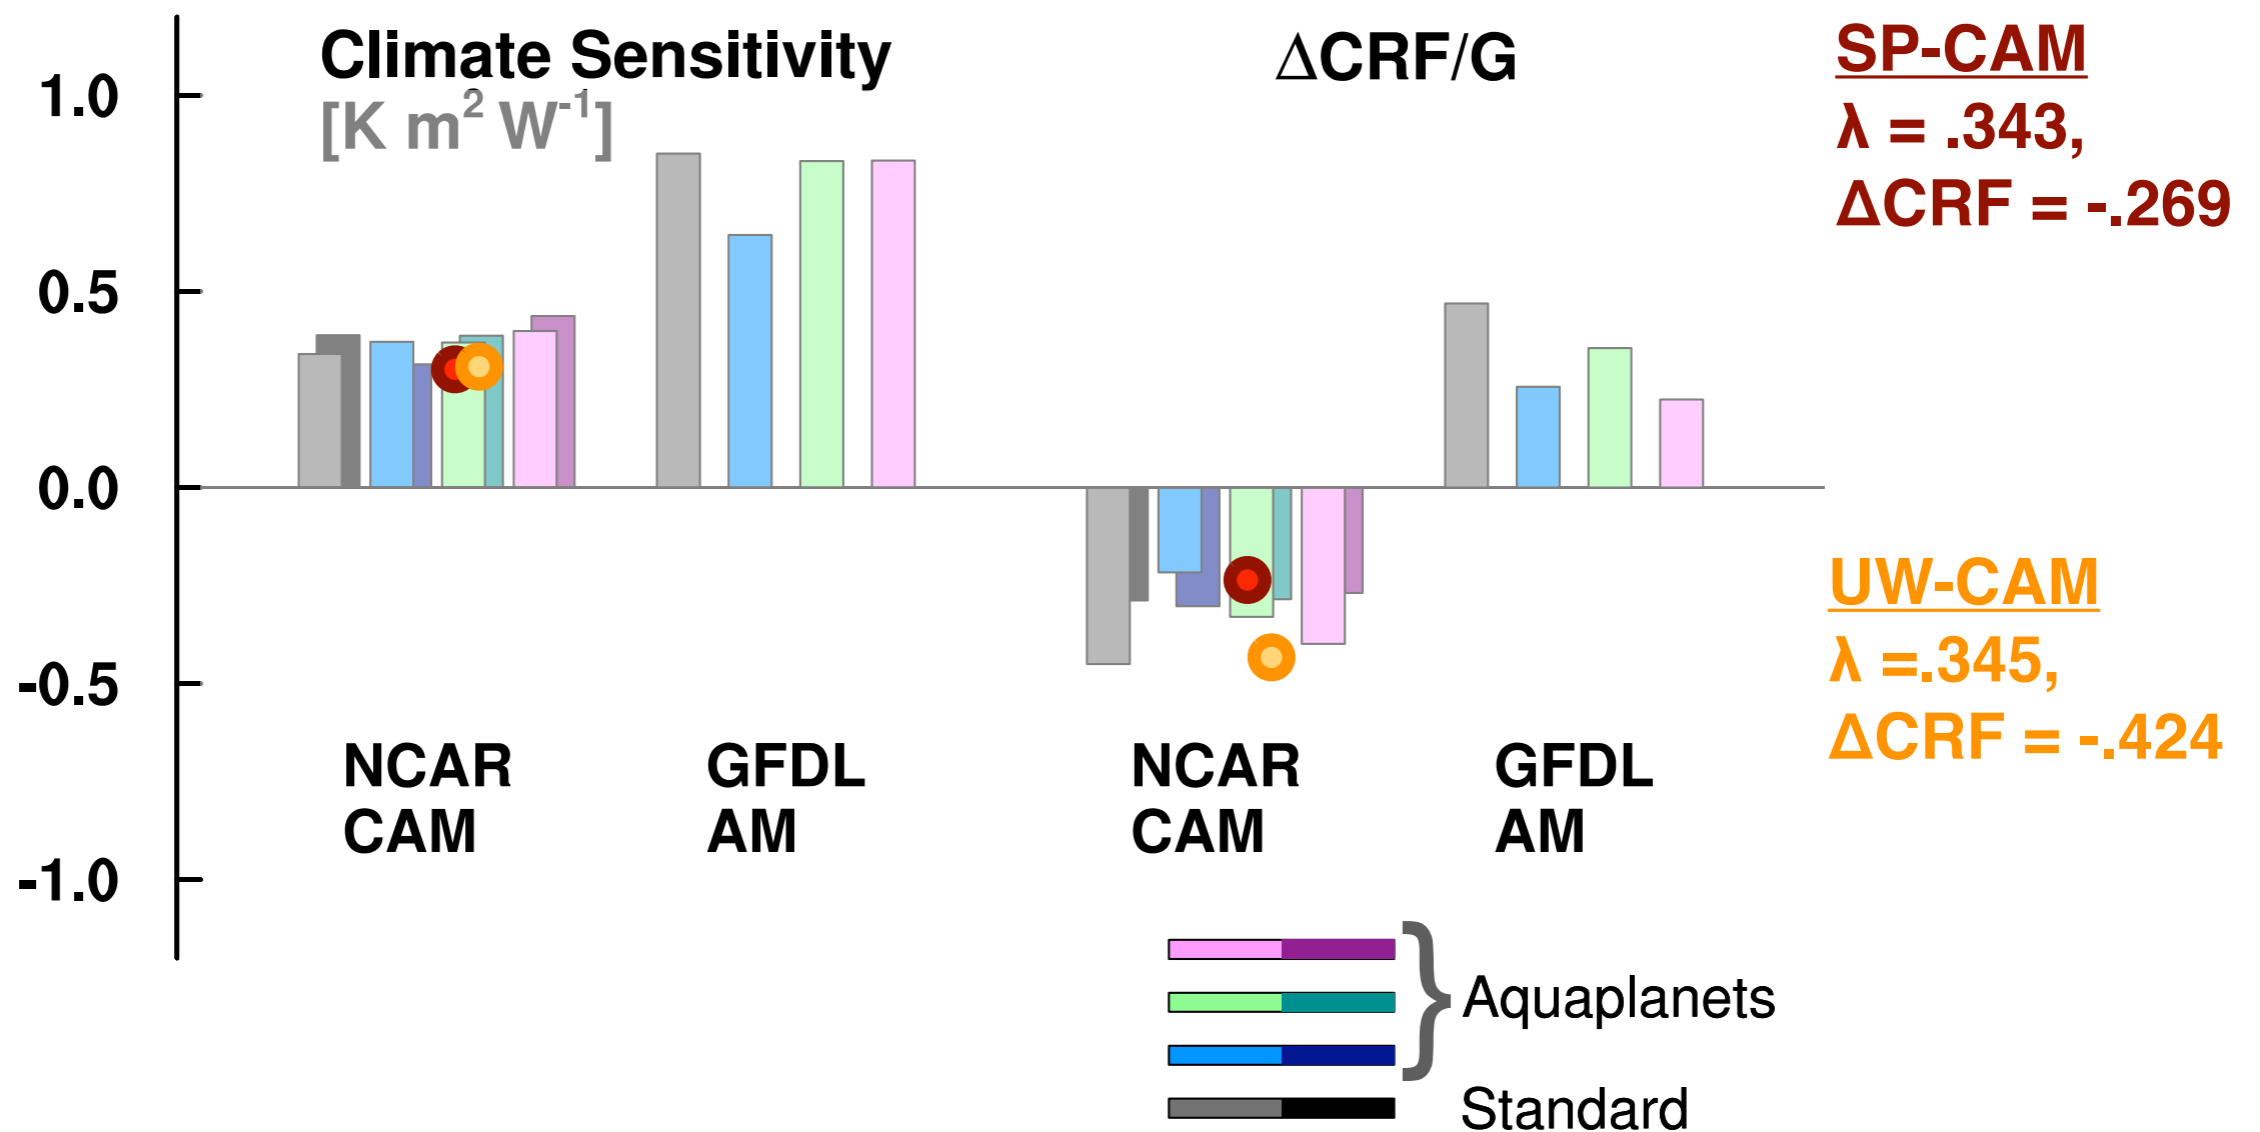 Climate Sensitivity
[K m² W⁻¹]
ΔCRF/G
1.0
0.5
0.0
-0.5
-1.0
NCAR
CAM
GFDL
AM
NCAR
CAM
GFDL
AM
SP-CAM
λ = .343,
ΔCRF = -.269
UW-CAM
λ =.345,
ΔCRF = -.424
Aquaplanets
Standard